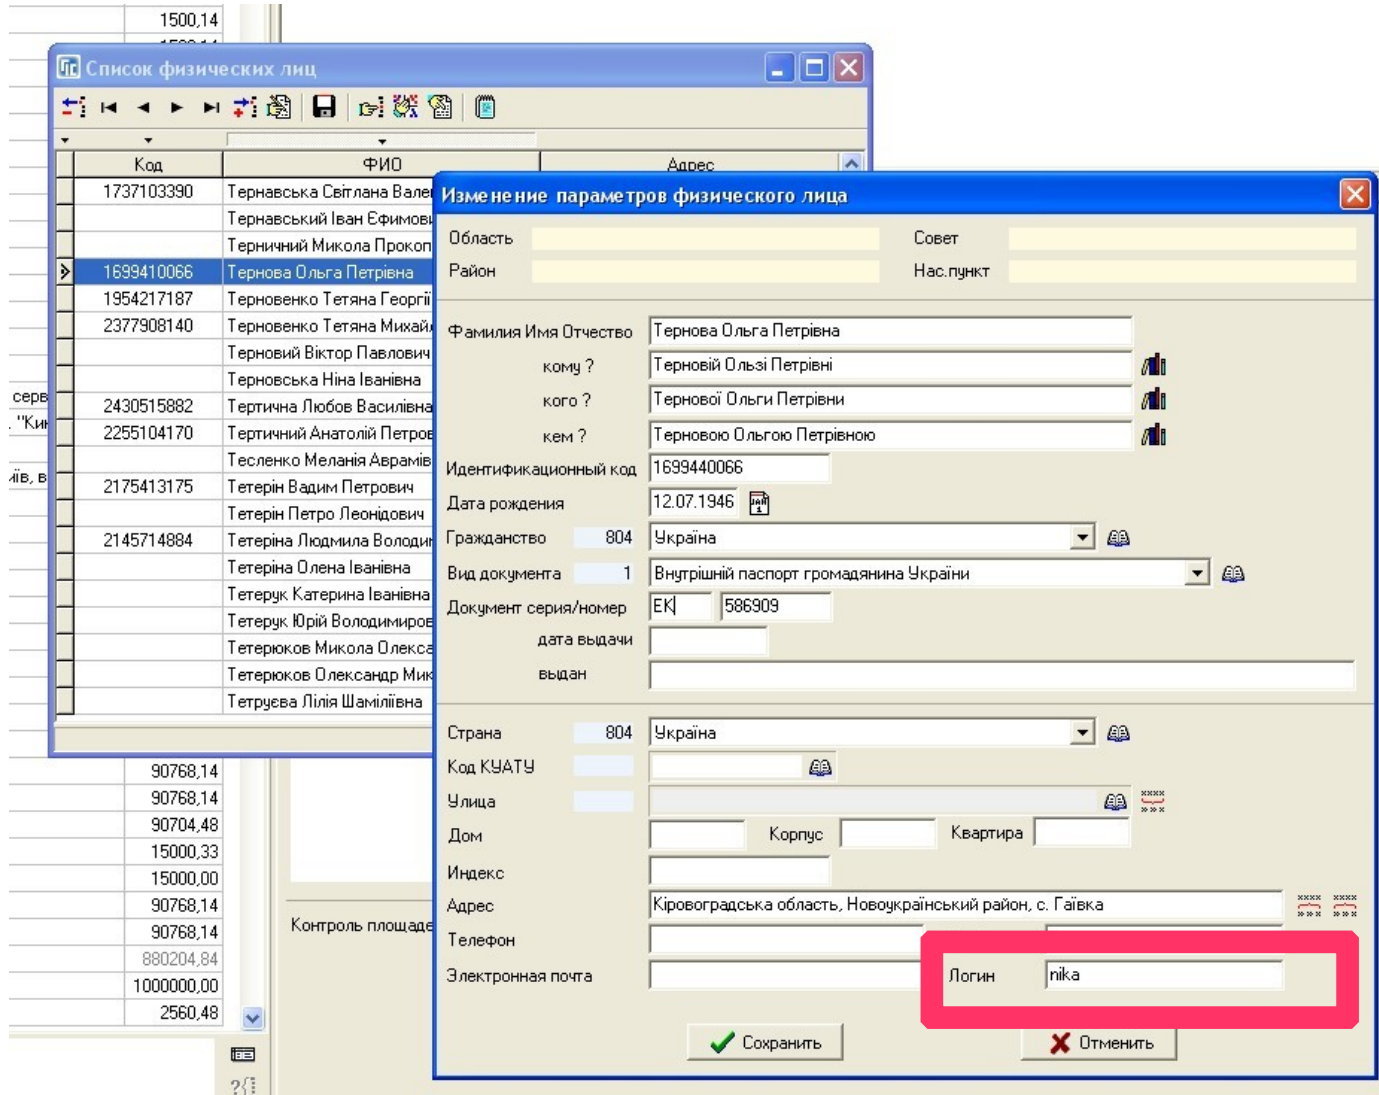 1500,14
Список физических лиц
Код ФИО Адрес
1737103390 Тернавська Світлана Вале
Тернавський Іван Єфимов
Терничний Микола Прокоп
1699410066 Тернова Ольга Петрівна
1954217187 Терновенко Тетяна Георгії
2377908140 Терновенко Тетяна Михай
Терновий Віктор Павлович
Терновська Ніна Іванівна
серв
2430515882 Тертична Любов Василівна
. "Кин
2255104170 Тертичний Анатолій Петров
Тесленко Меланія Аврамів
иїв, в
2175413175 Тетерін Вадим Петрович
Тетерін Петро Леонідович
2145714884 Тетеріна Людмила Володи
Тетеріна Олена Іванівна
Тетерук Катерина Іванівна
Тетерук Юрій Володимиров
Тетерюков Микола Олекса
Тетерюков Олександр Мик
Тетруєва Лілія Шаміліївна
90768,14
90768,14
90704,48
15000,33
15000,00
90768,14
90768,14
880204,84
1000000,00
2560,48
Контроль площаде
Изменение параметров физического лица
Область Совет
Район Нас.пункт
Фамилия Имя Отчество Тернова Ольга Петрівна
кому ? Терновій Ользі Петрівні
кого ? Тернової Ольги Петрівни
кем ? Терновою Ольгою Петрівною
Идентификационный код 1699440066
Дата рождения 12.07.1946
Гражданство 804 Україна
Вид документа 1 Внутрішній паспорт громадянина України
Документ серия/номер ЕК 586909
дата выдачи
выдан
Страна 804 Україна
Код КУАТУ
Улица
Дом Корпус Квартира
Индекс
Адрес Кіровоградська область, Новоукраїнський район, с. Гаївка
Телефон
Электронная почта Логин nika
Сохранить Отменить